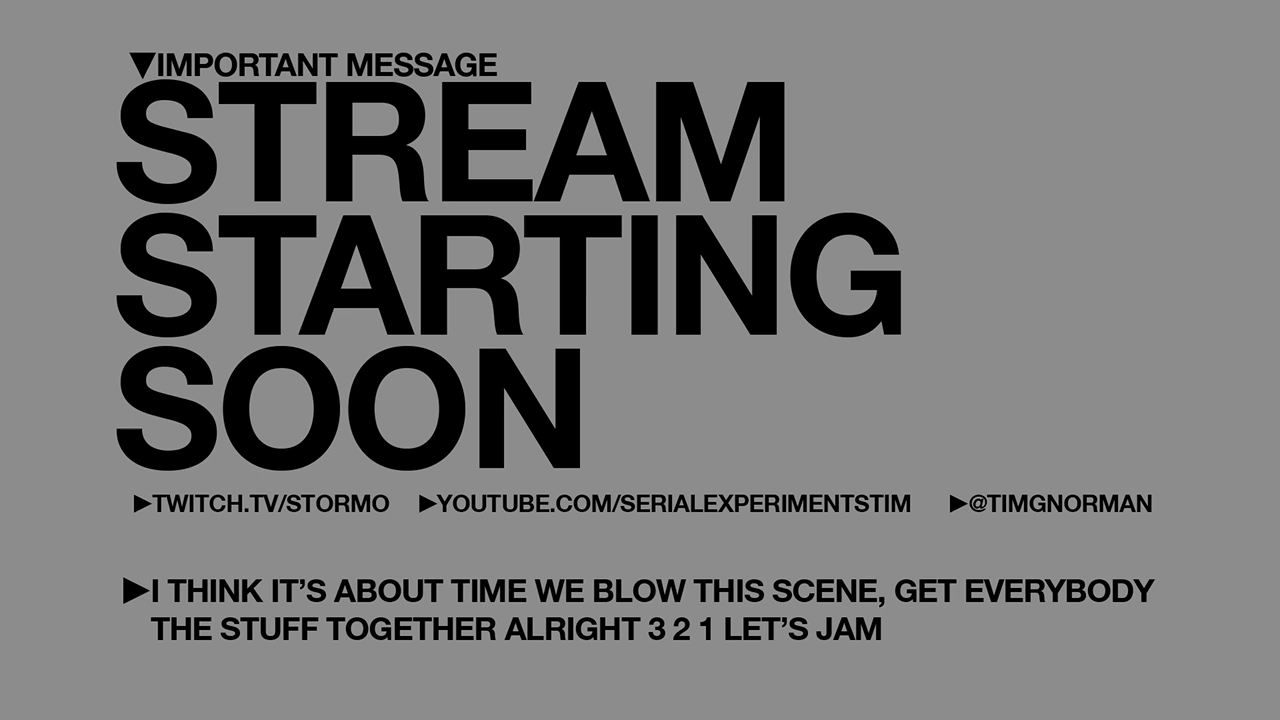 ▼IMPORTANT MESSAGE
STREAM
STARTING
SOON
▶TWITCH.TV/STORMO ▶YOUTUBE.COM/SERIALEXPERIMENTSTIM ▶@TIMGNORMAN
▶I THINK IT’S ABOUT TIME WE BLOW THIS SCENE, GET EVERYBODY
THE STUFF TOGETHER ALRIGHT 3 2 1 LET’S JAM